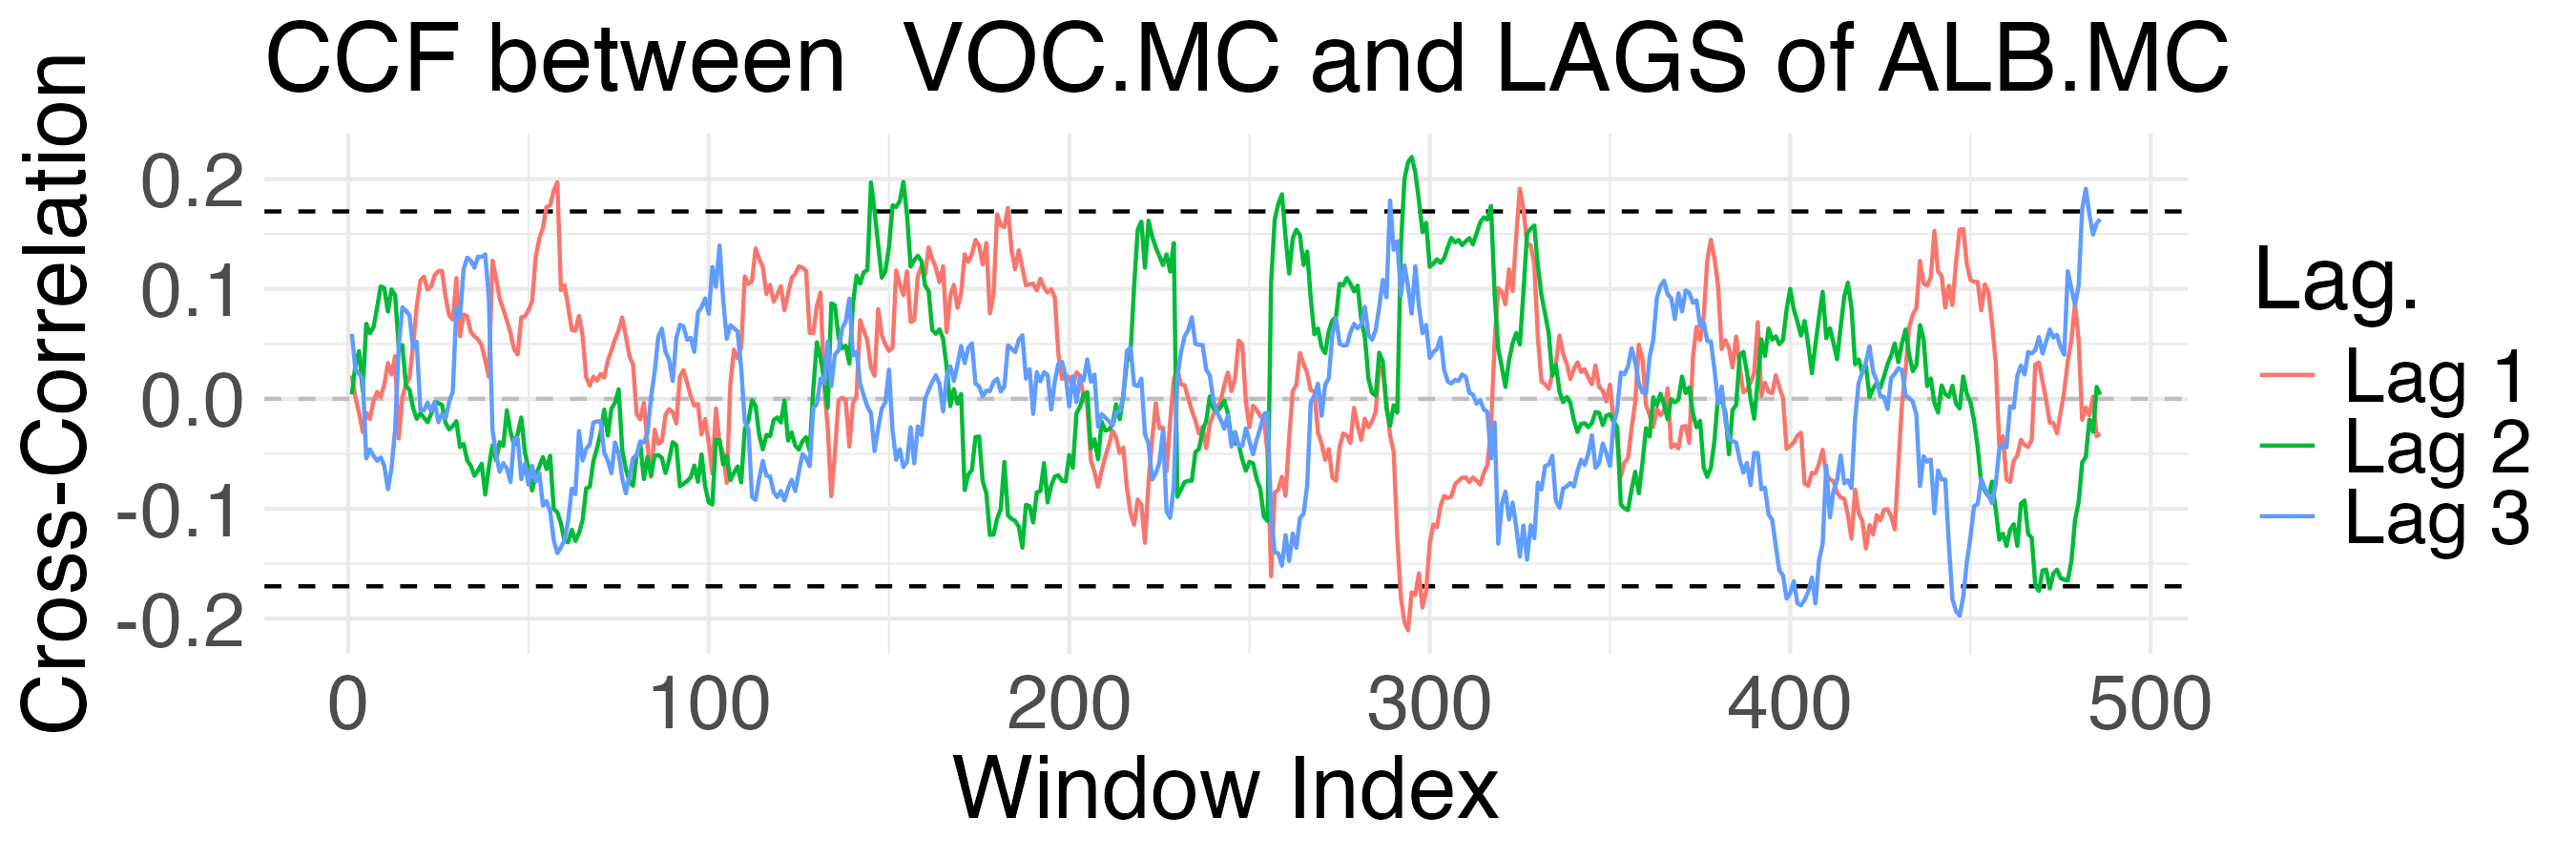 CCF between  VOC.MC and LAGS of ALB.MC
Cross-Correlation
0.2
0.1
0.0
-0.1
-0.2
0 100 200 300 400 500
Window Index
Lag.
Lag 1
Lag 2
Lag 3